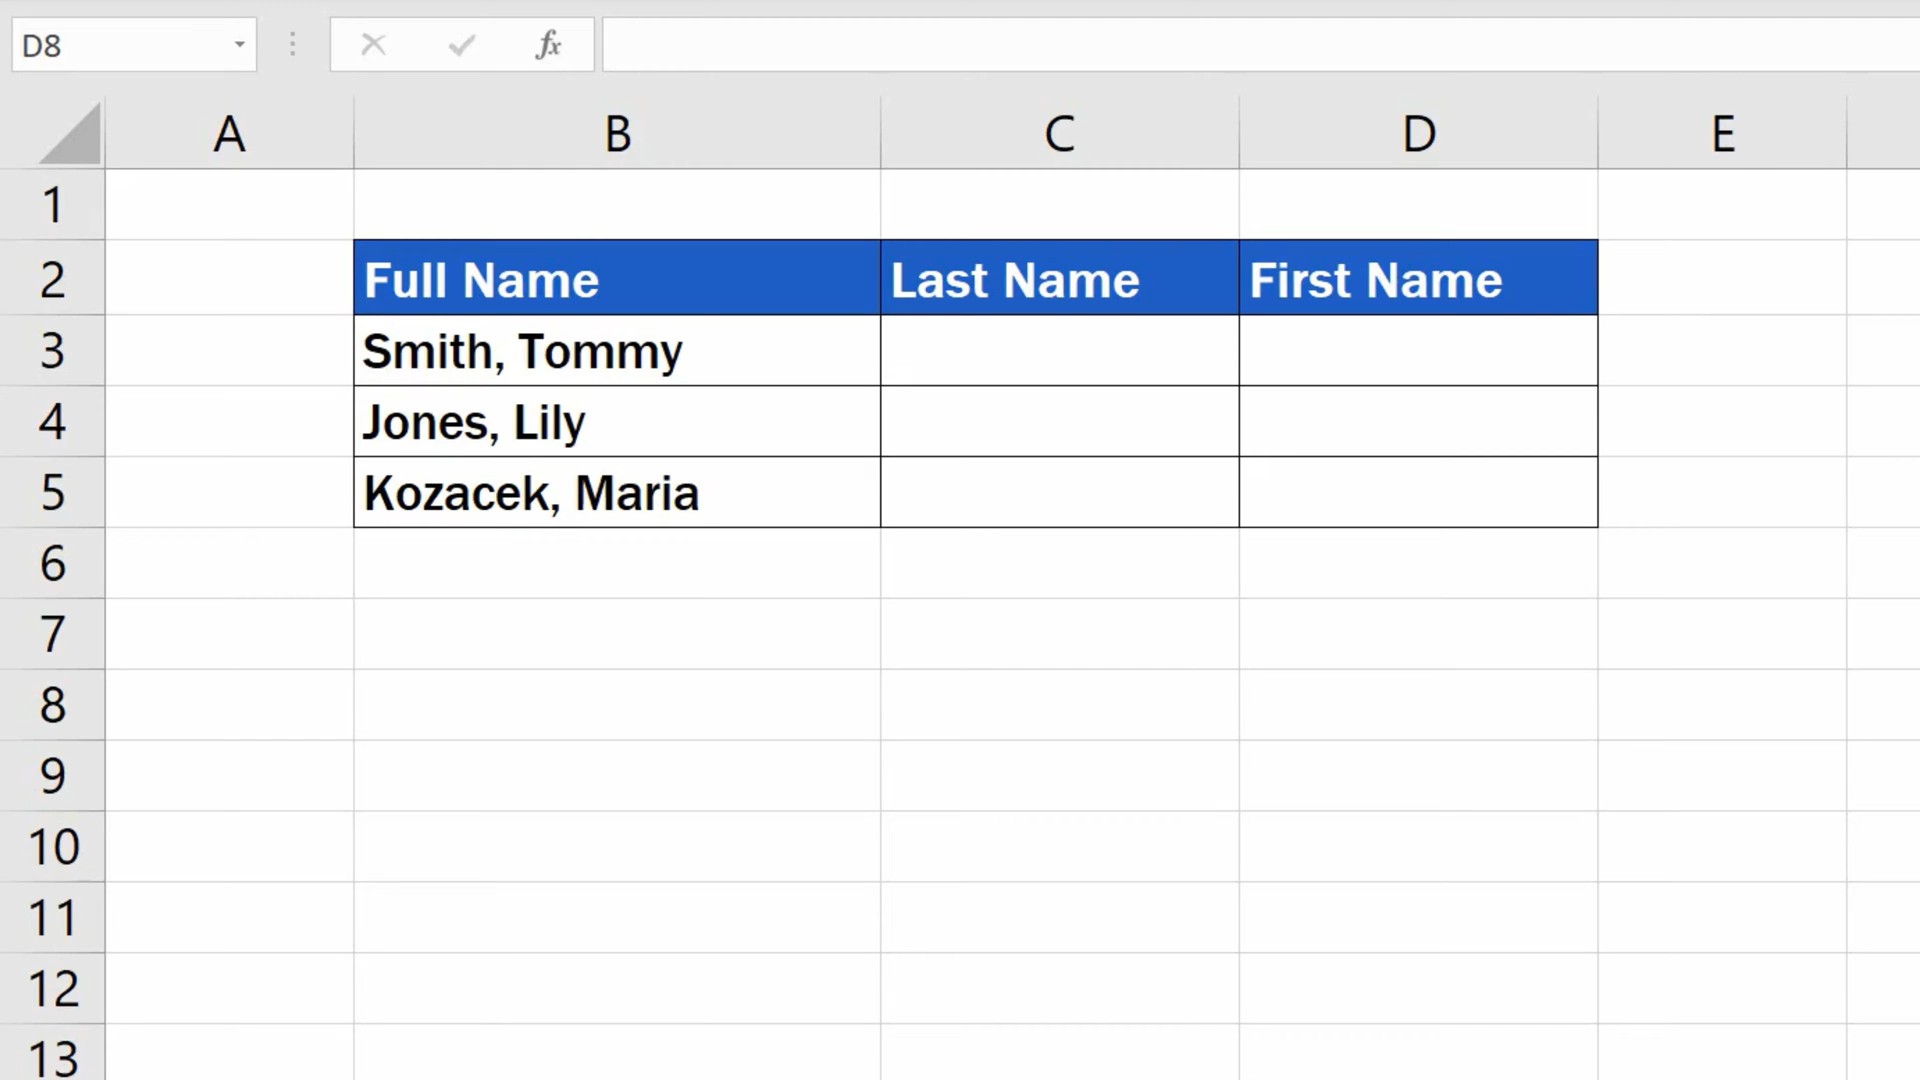 D8 fx
A B C D E
1
2 Full Name Last Name First Name
3 Smith, Tommy
4 Jones, Lily
5 Kozacek, Maria
6
7
8
9
10
11
12
13